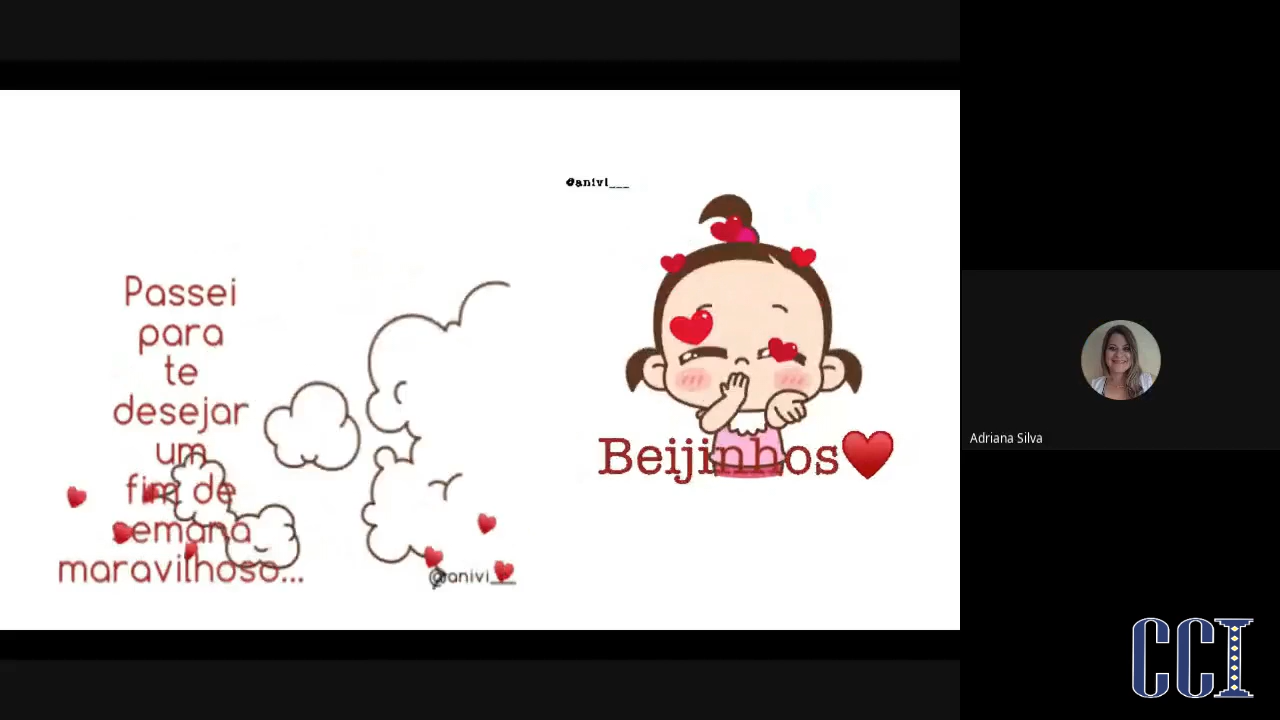 Passei
para
te
desejar
um
fim de
semana
maravilhoso...
@anivi___
@anivi___
Beijinhos
Adriana Silva
CCI